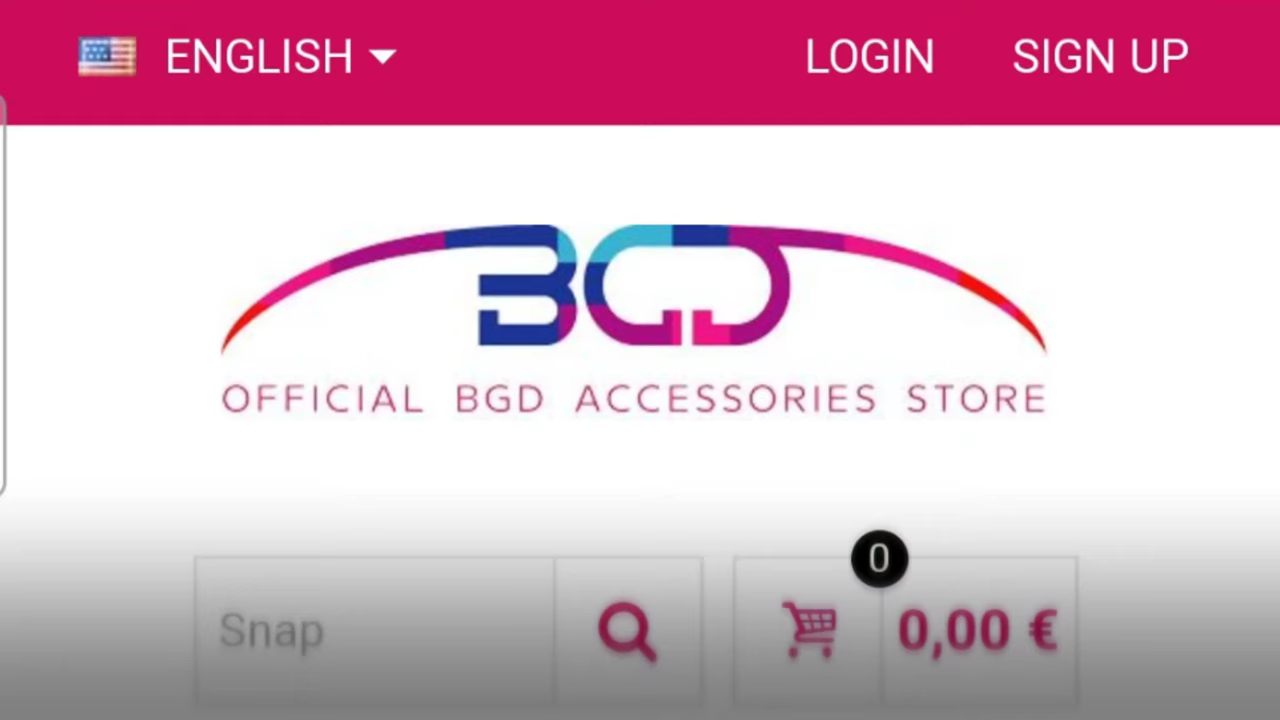 ENGLISH LOGIN SIGN UP
BGD
OFFICIAL BGD ACCESSORIES STORE
0
Snap 0,00 €